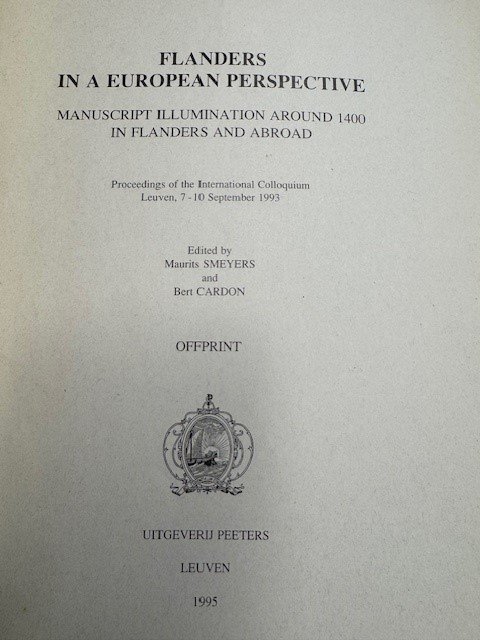 FLANDERS
IN A EUROPEAN PERSPECTIVE
MANUSCRIPT ILLUMINATION AROUND 1400
IN FLANDERS AND ABROAD
Proceedings of the International Colloquium
Leuven, 7-10 September 1993
Edited by
Maurits SMEYERS
and
Bert CARDON
OFFPRINT
UITGEVERIJ PEETERS
LEUVEN
1995